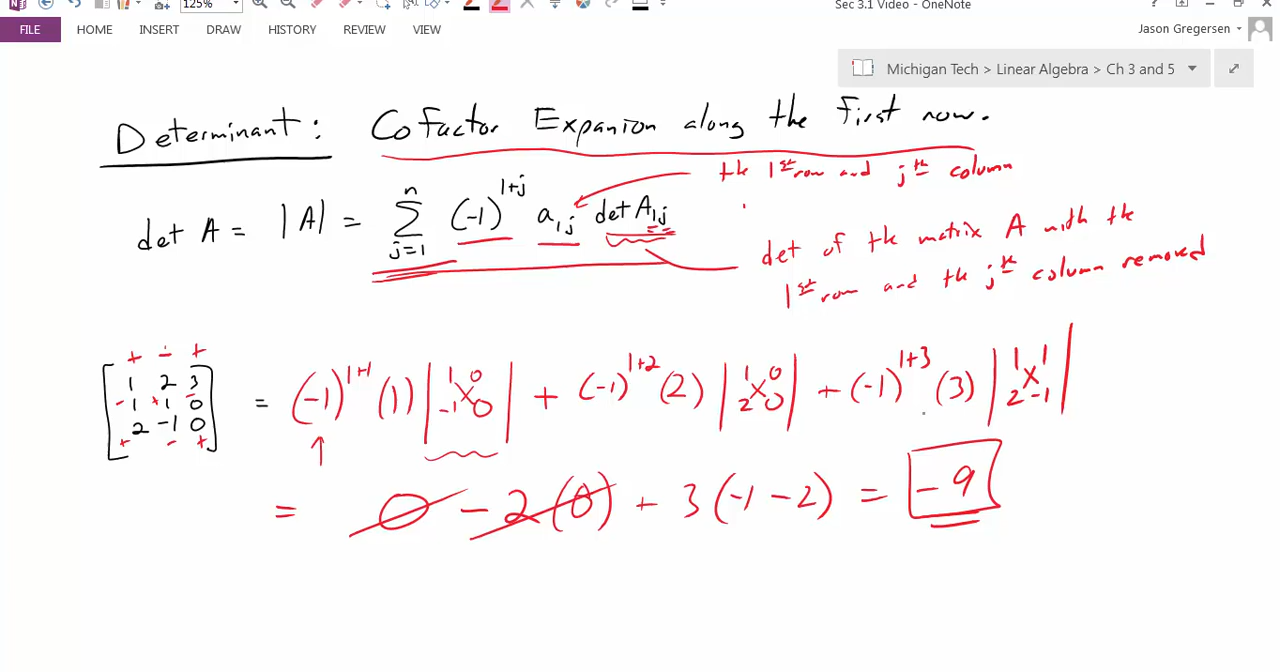 125%
Sec 3.1 Video - OneNote
FILE HOME INSERT DRAW HISTORY REVIEW VIEW
Jason Gregersen
Michigan Tech > Linear Algebra > Ch 3 and 5
Determinant: Cofactor Expanion along the First row.
the 1st row and jth column
det A = |A| = n Σ j=1 (-1)^1+j a1j det A1j
det of the matrix A with the
1st row and the jth column removed
+ - +
1 2 3
- + -
1 1 0
2 -1 0
+ - +
= (-1)^1+1 (1) |1 0 -1 0| + (-1)^1+2 (2) |1 0 2 0| + (-1)^1+3 (3) |1 1 2 -1|
= 0 - 2(0) + 3(-1 - 2) = -9